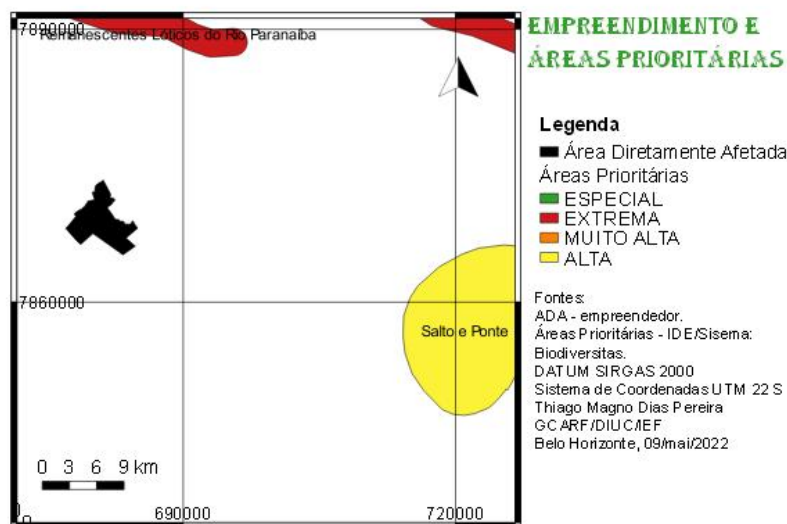 EMPREENDIMENTO E
ÁREAS PRIORITÁRIAS
7890000
Remanescentes Lóticos do Rio Paranaíba
Legenda
Área Diretamente Afetada
Áreas Prioritárias
ESPECIAL
EXTREMA
MUITO ALTA
ALTA
7860000
Salto e Ponte
Fontes:
ADA - empreendedor.
Áreas Prioritárias - IDE/Sisema:
Biodiversitas.
DATUM SIRGAS 2000
Sistema de Coordenadas UTM 22 S
Thiago Magno Dias Pereira
GCARF/DIUC/IEF
Belo Horizonte, 09/mai/2022
0 3 6 9 km
690000
720000